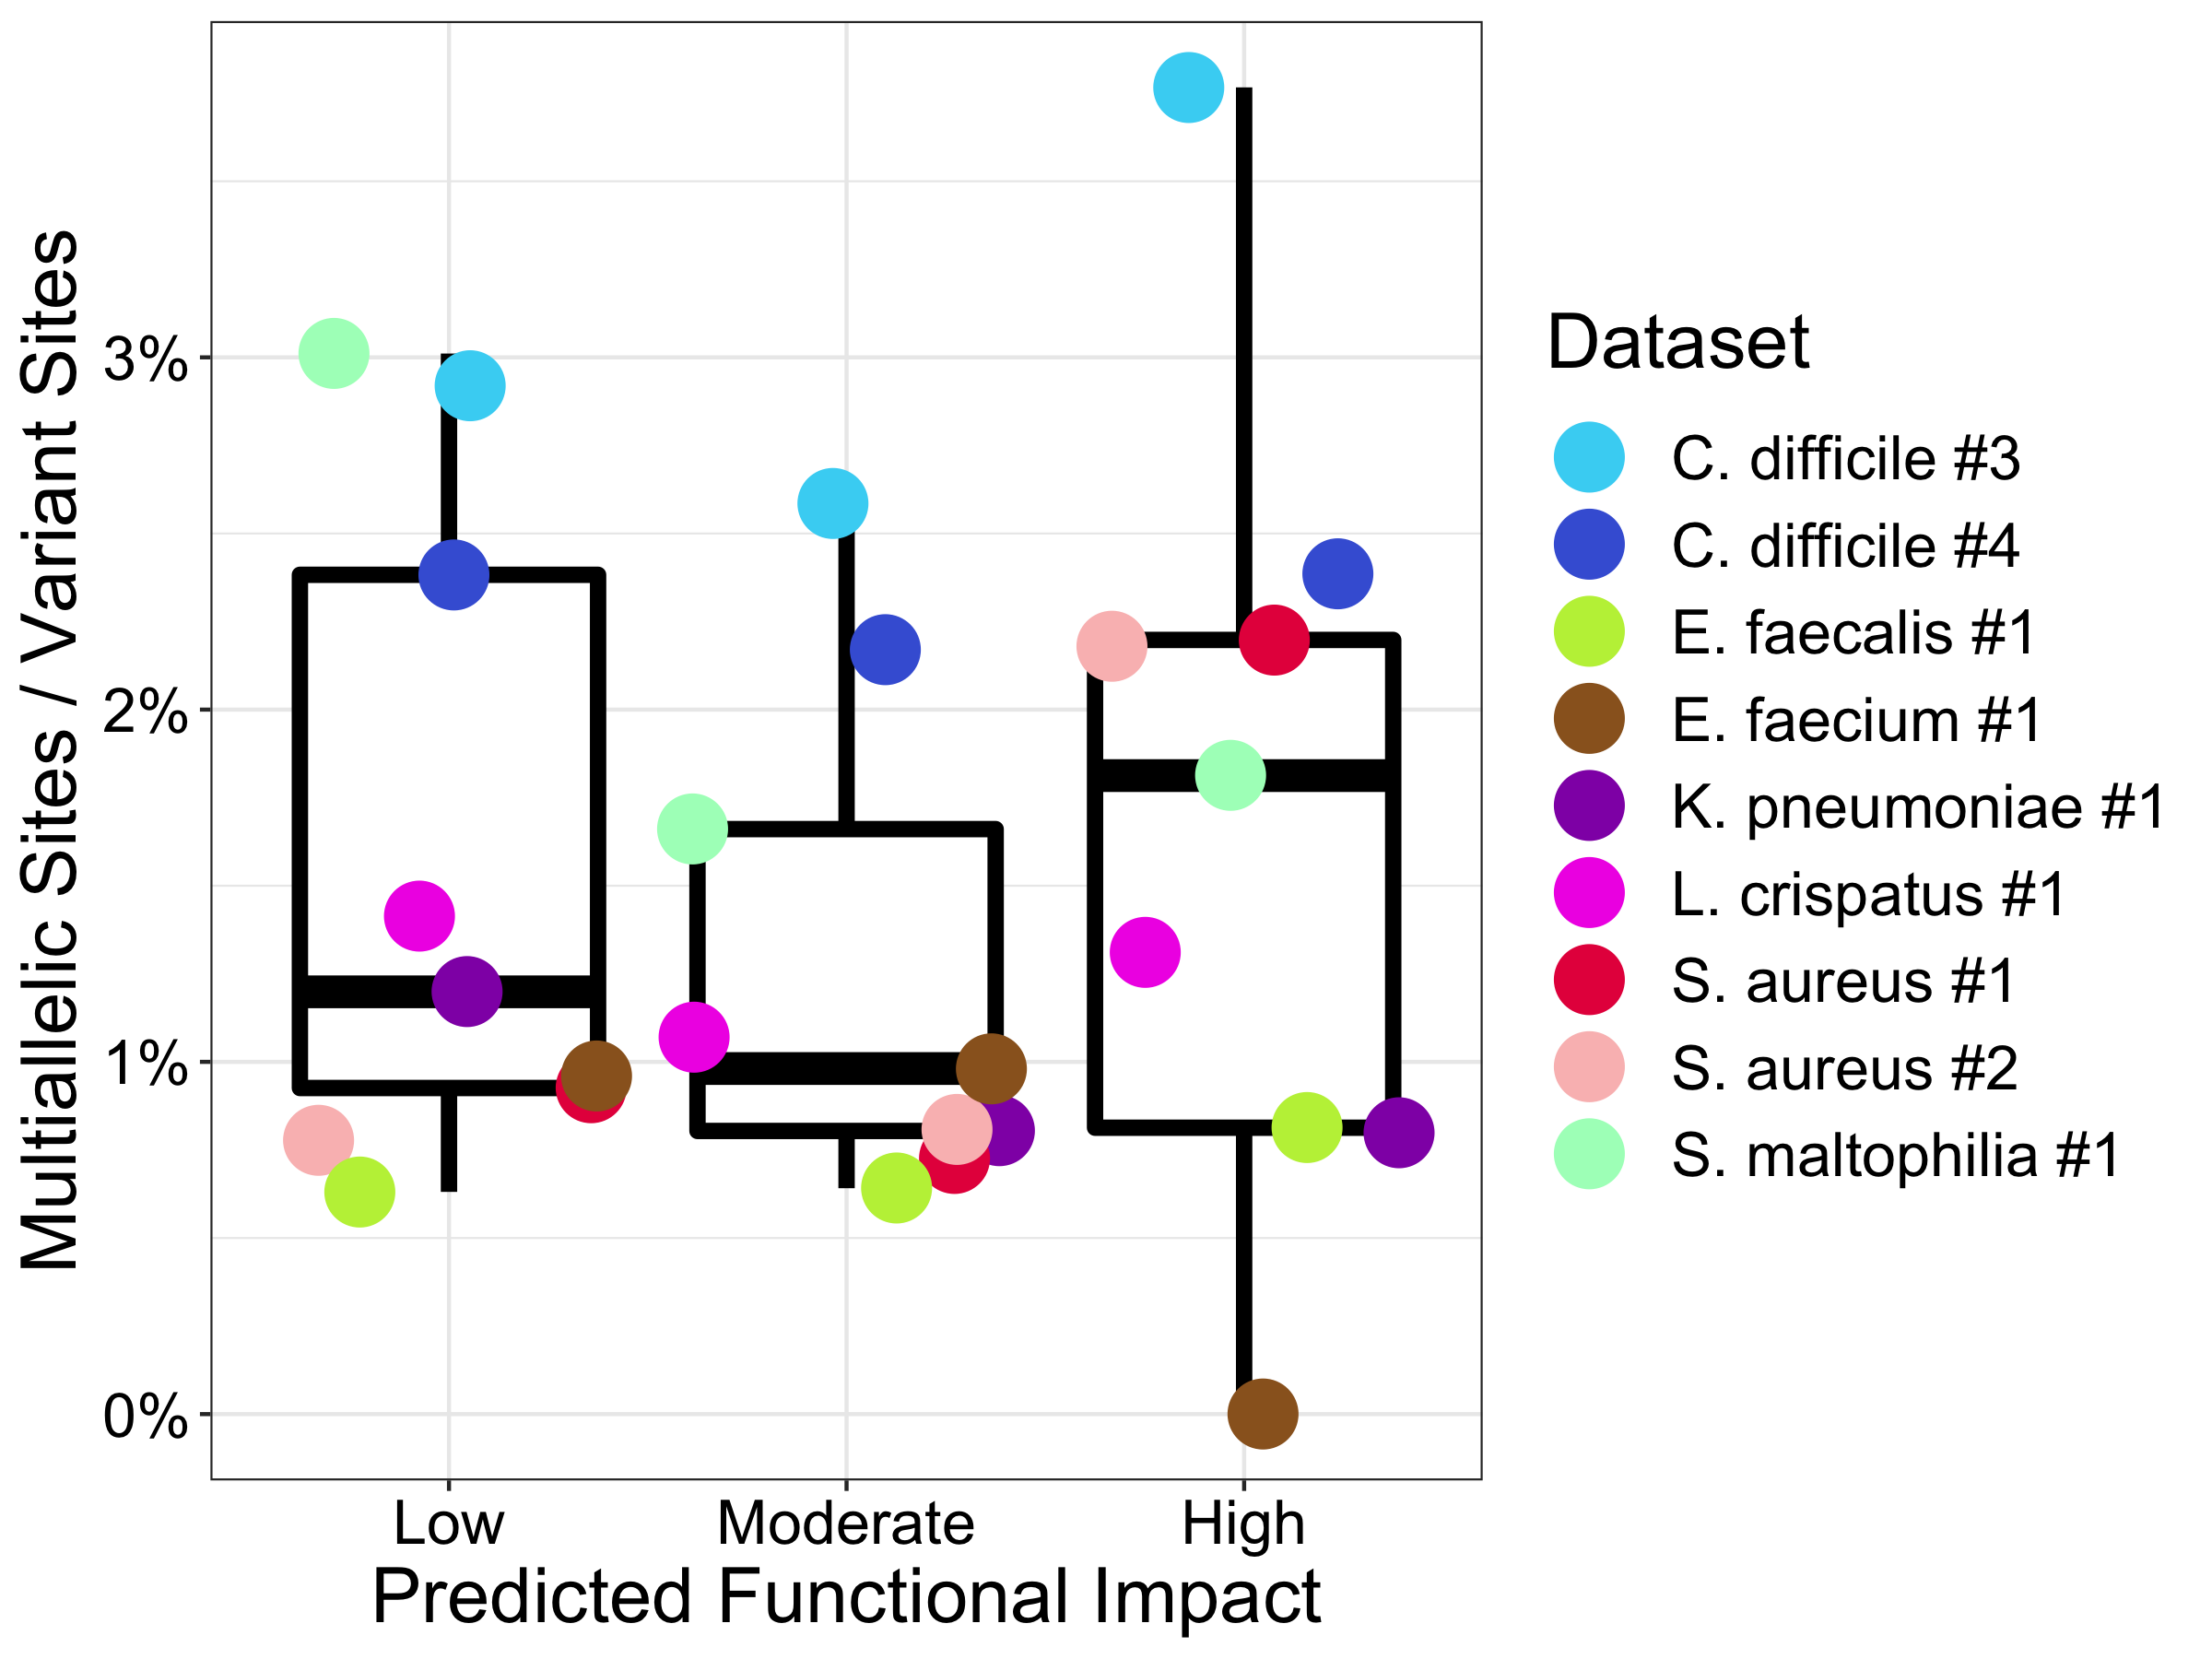 Multiallelic Sites / Variant Sites
3%
2%
1%
0%
Low
Moderate
High
Predicted Functional Impact
Dataset
C. difficile #3
C. difficile #4
E. faecalis #1
E. faecium #1
K. pneumoniae #1
L. crispatus #1
S. aureus #1
S. aureus #2
S. maltophilia #1